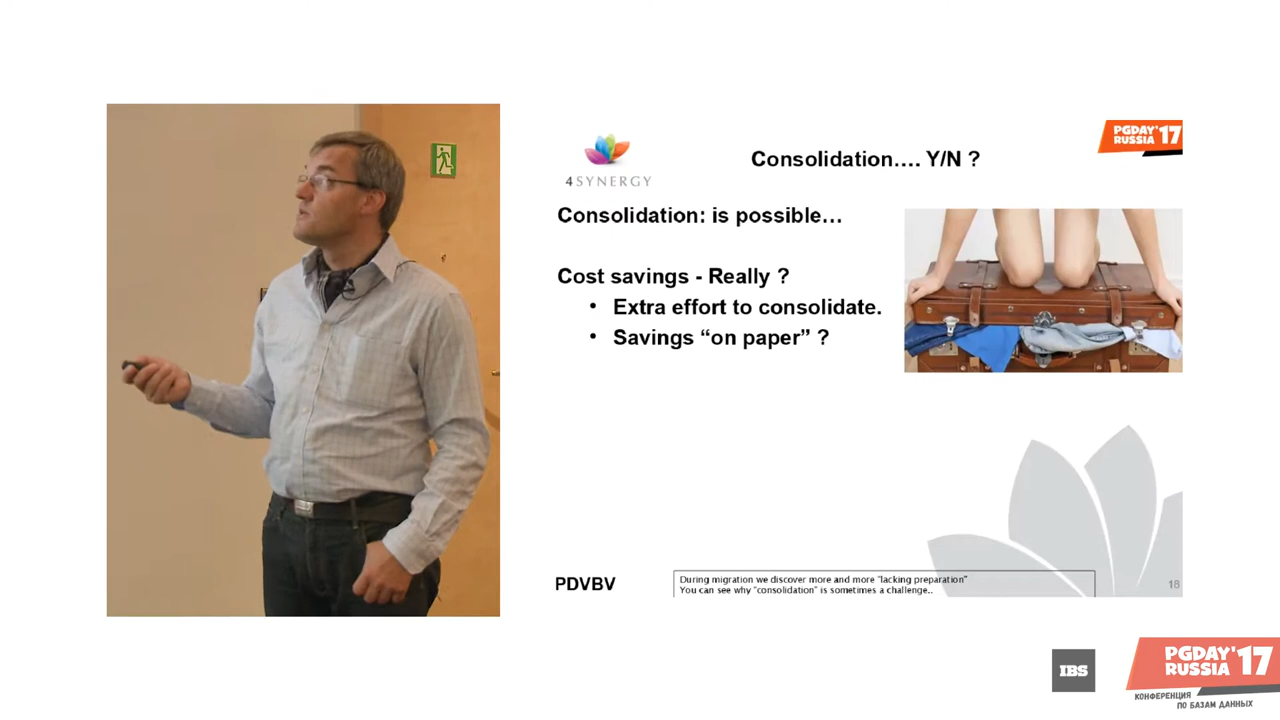 PGDAY'17
RUSSIA
4SYNERGY
Consolidation…. Y/N ?
Consolidation: is possible…
Cost savings - Really ?
• Extra effort to consolidate.
• Savings “on paper” ?
PDVBV
During migration we discover more and more "lacking preparation"
You can see why "consolidation" is sometimes a challenge..
18
IBS
PGDAY'17
RUSSIA
КОНФЕРЕНЦИЯ
ПО БАЗАМ ДАННЫХ